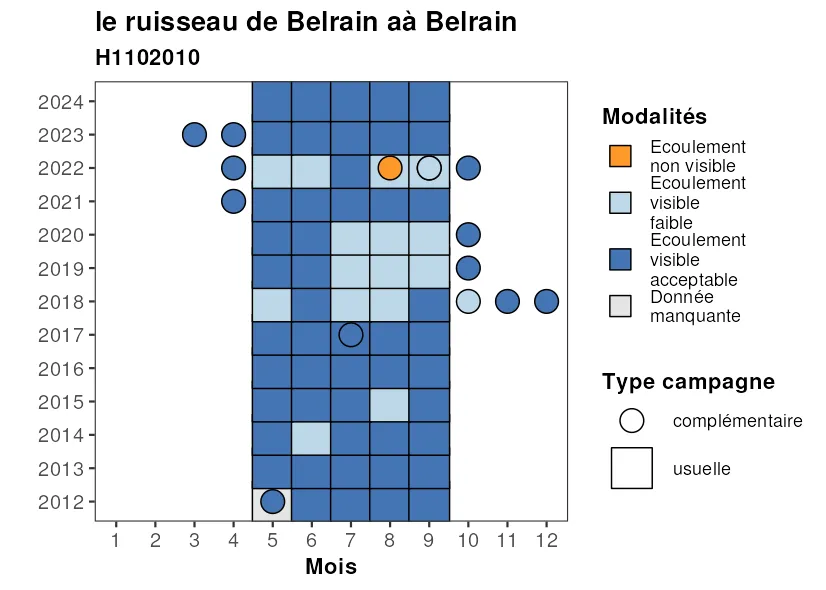 le ruisseau de Belrain aà Belrain
H1102010
2024
2023
2022
2021
2020
2019
2018
2017
2016
2015
2014
2013
2012
1 2 3 4 5 6 7 8 9 10 11 12
Mois
Modalités
Ecoulement
non visible
Ecoulement
visible
faible
Ecoulement
visible
acceptable
Donnée
manquante
Type campagne
complémentaire
usuelle